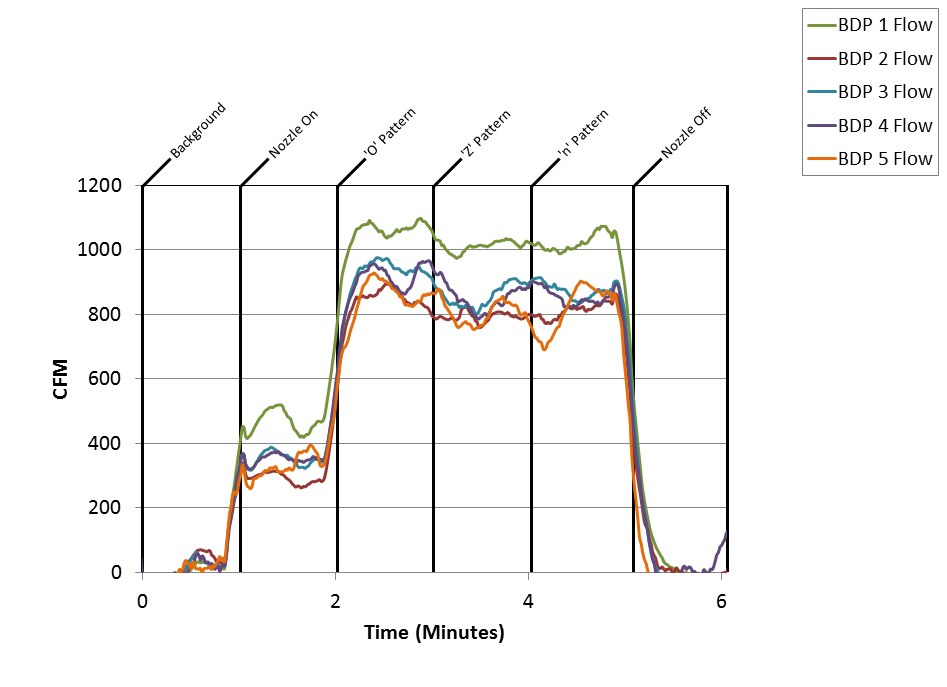 BDP 1 Flow
BDP 2 Flow
BDP 3 Flow
BDP 4 Flow
BDP 5 Flow
Background
Nozzle On
'O' Pattern
'Z' Pattern
'n' Pattern
Nozzle Off
1200
1000
800
600
400
200
0
CFM
0 2 4 6
Time (Minutes)